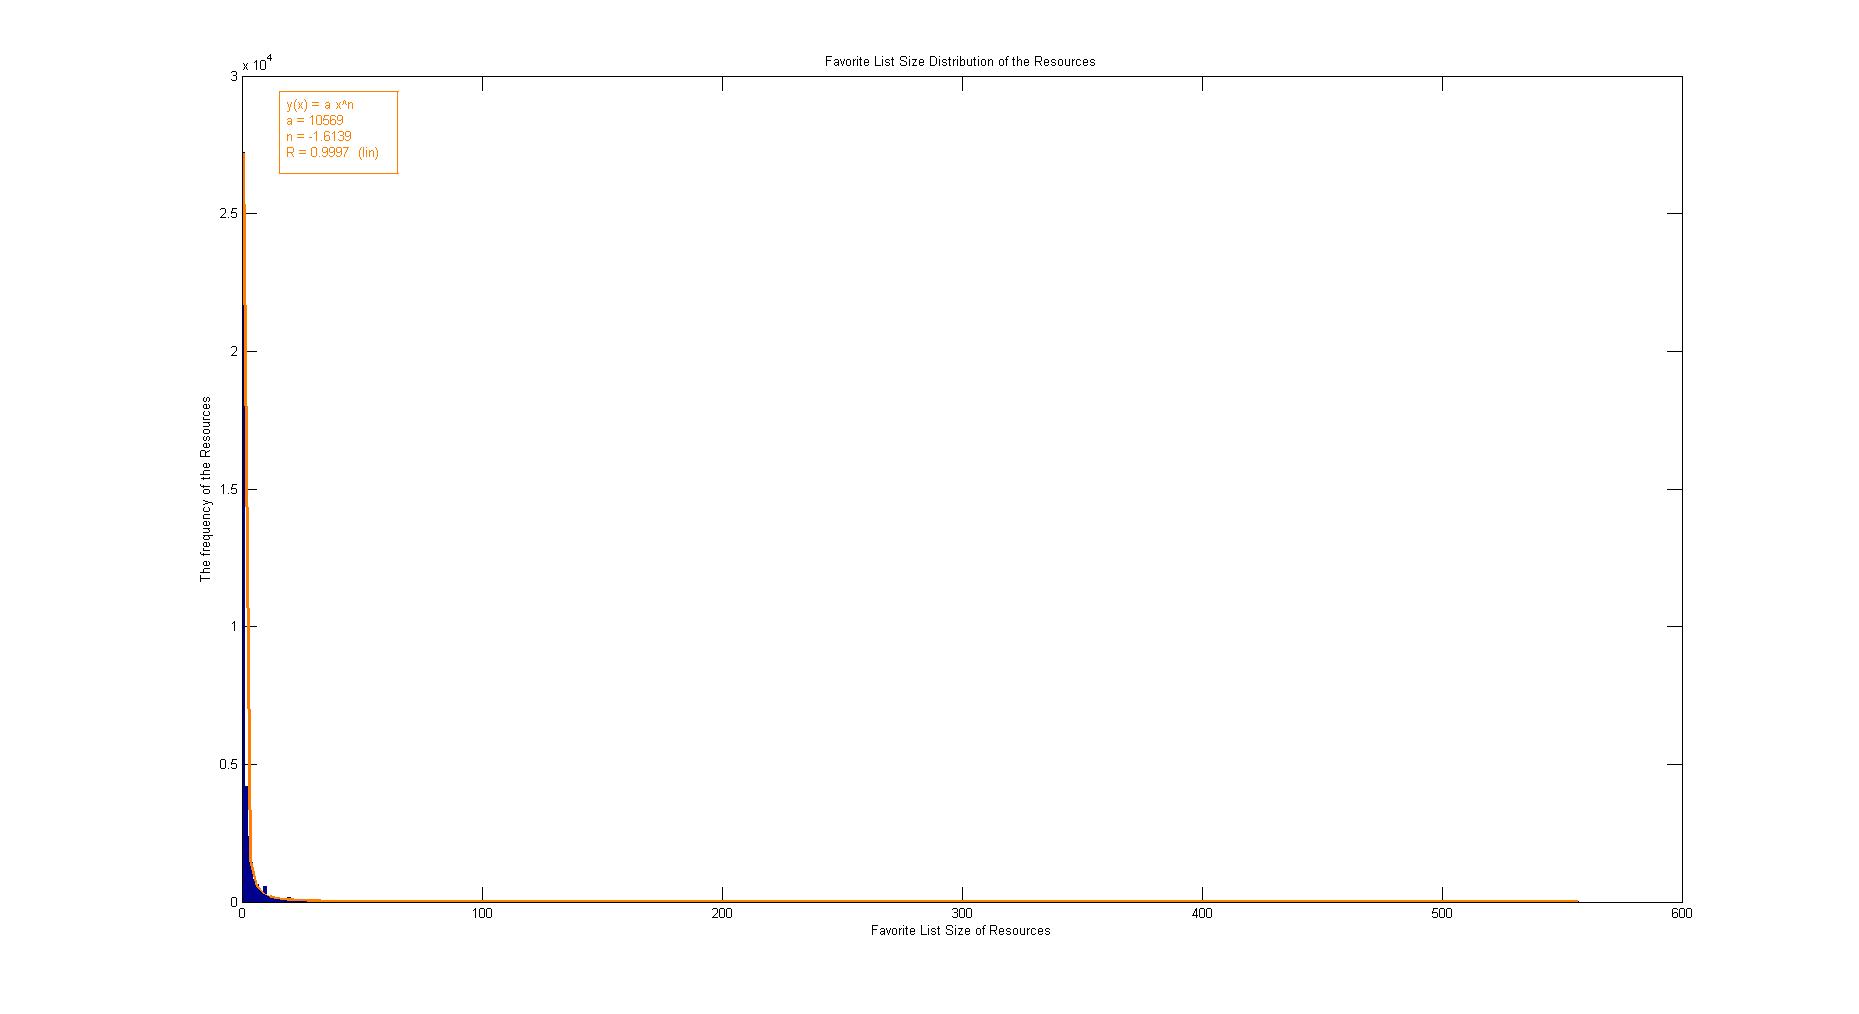 Favorite List Size Distribution of the Resources
x 10^4
3
2.5
2
1.5
1
0.5
0
y(x) = a x^n
a = 10569
n = -1.6139
R = 0.9997 (lin)
The frequency of the Resources
0 100 200 300 400 500 600
Favorite List Size of Resources